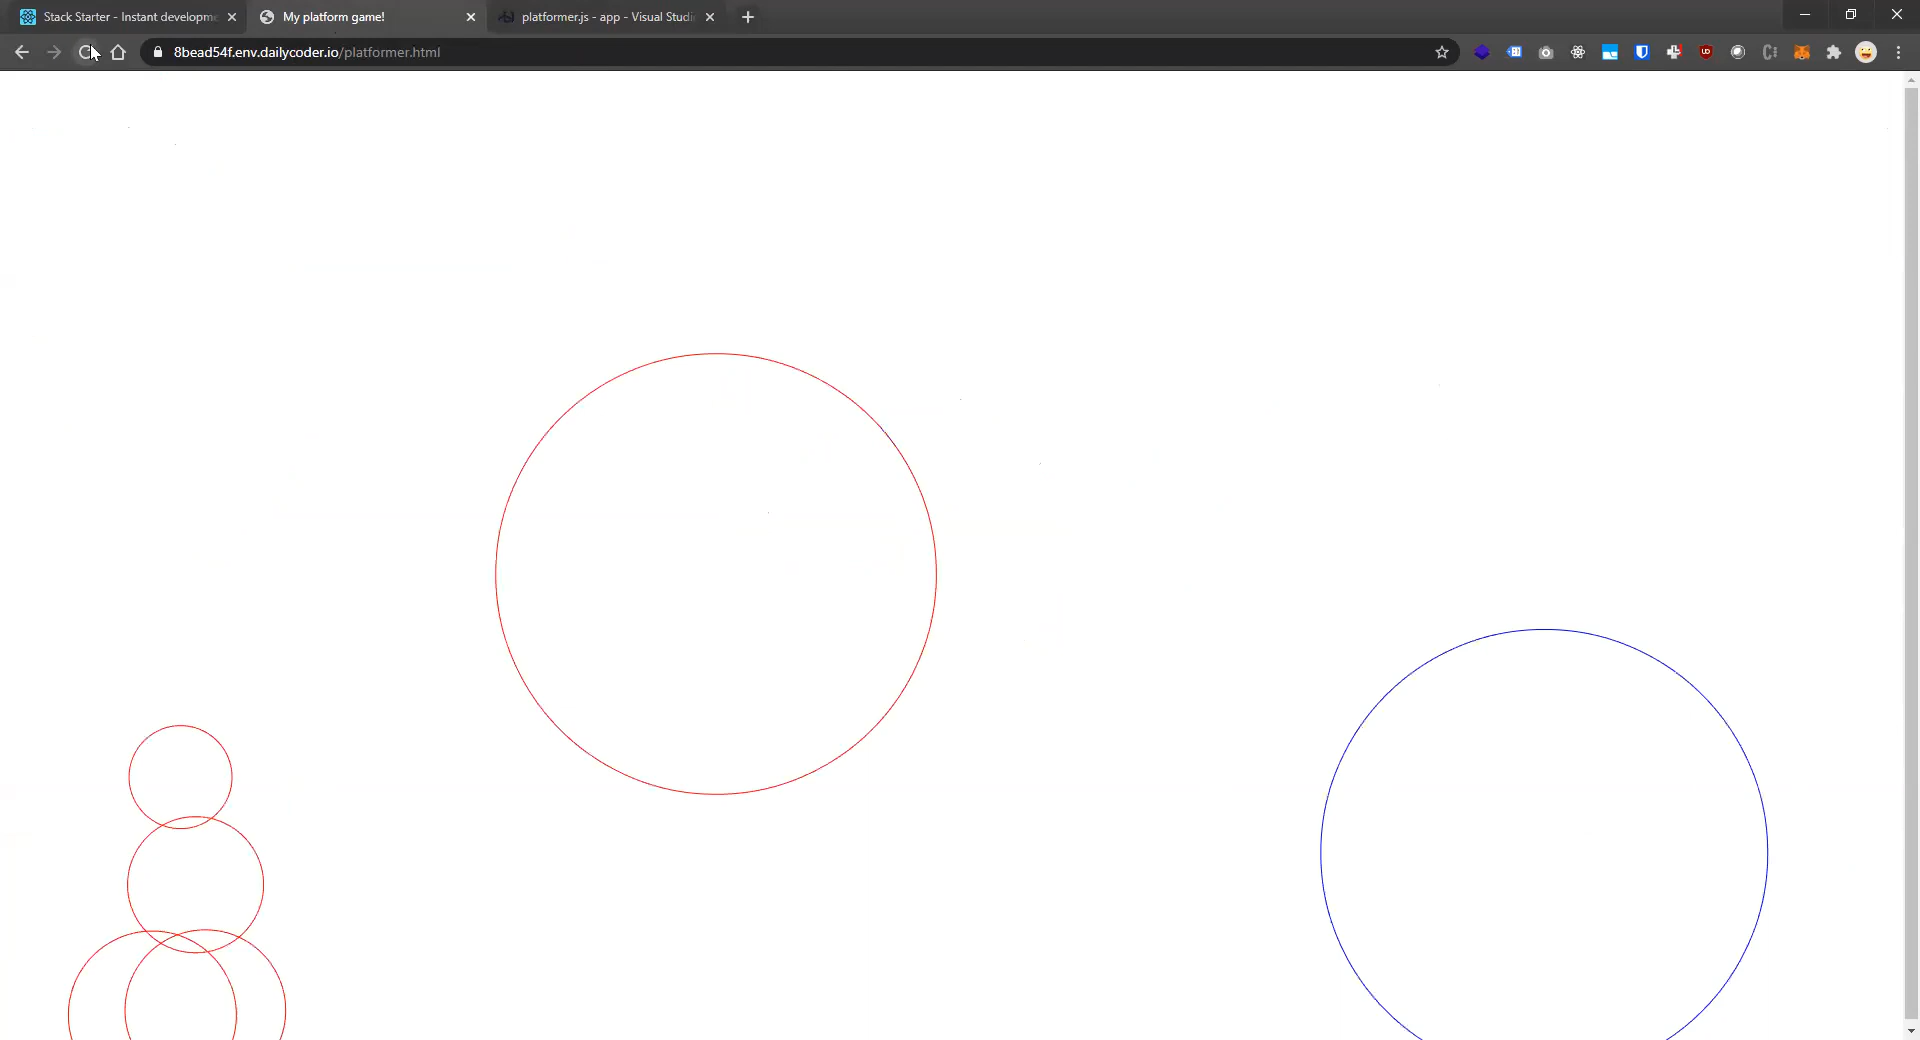 Stack Starter - Instant developme
My platform game!
platformer.js - app - Visual Studi
8bead54f.env.dailycoder.io/platformer.html